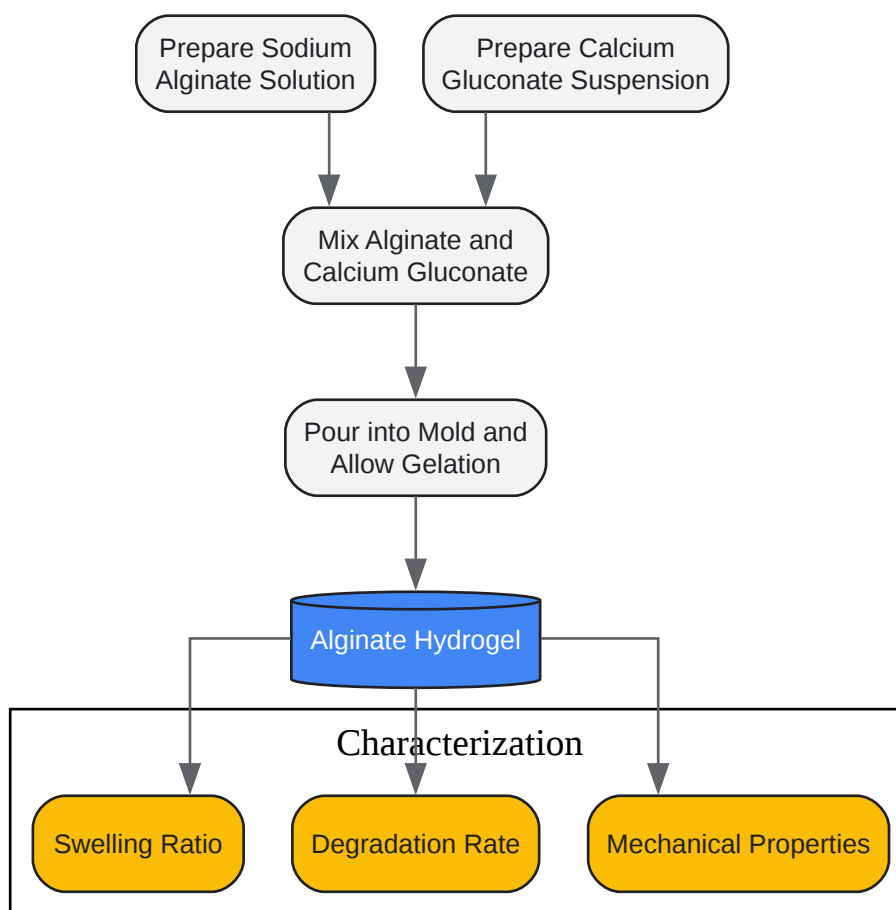 Prepare Sodium
Alginate Solution
Prepare Calcium
Gluconate Suspension
Mix Alginate and
Calcium Gluconate
Pour into Mold and
Allow Gelation
Alginate Hydrogel
Characterization
Swelling Ratio
Degradation Rate
Mechanical Properties